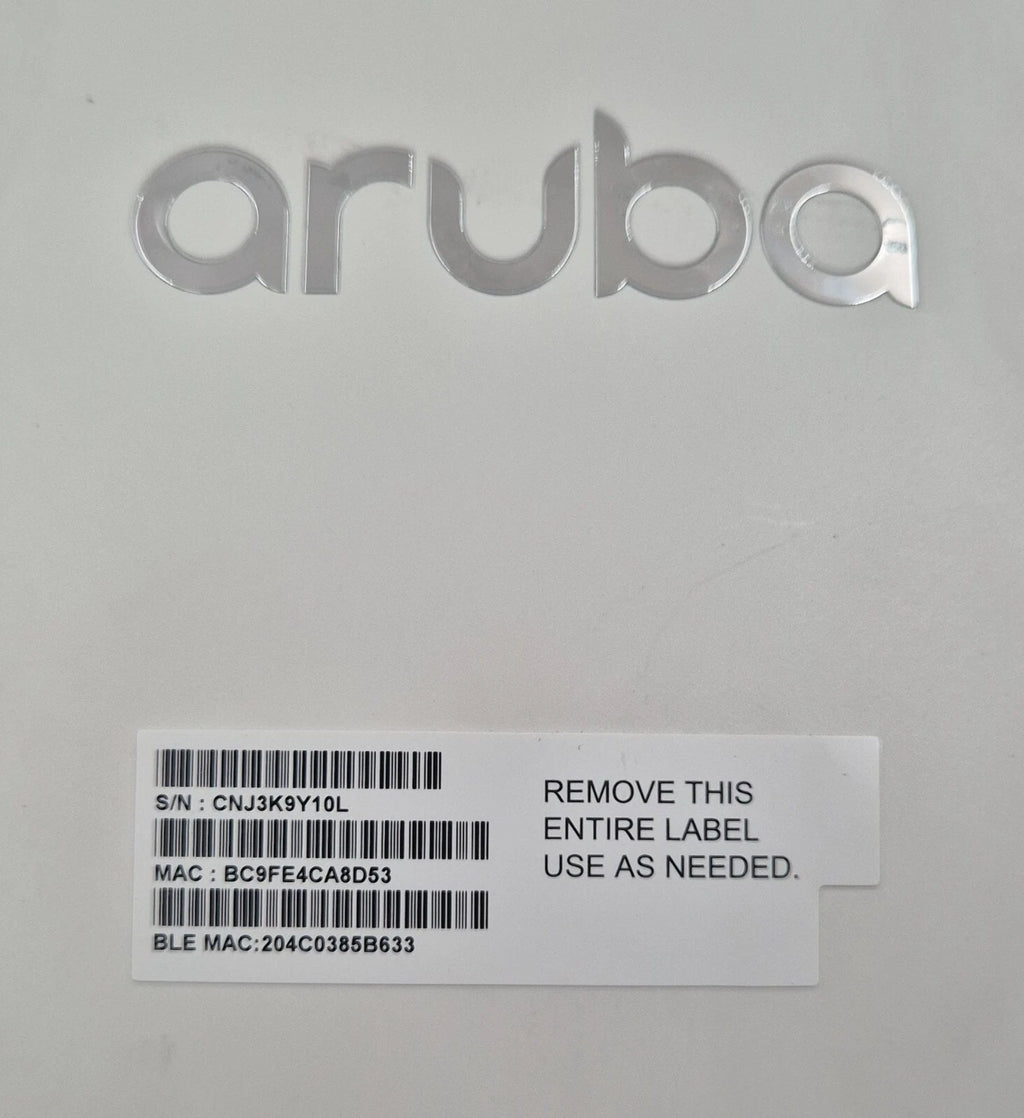 aruba
S/N : CNJ3K9Y10L
MAC : BC9FE4CA8D53
BLE MAC:204C0385B633
REMOVE THIS
ENTIRE LABEL
USE AS NEEDED.